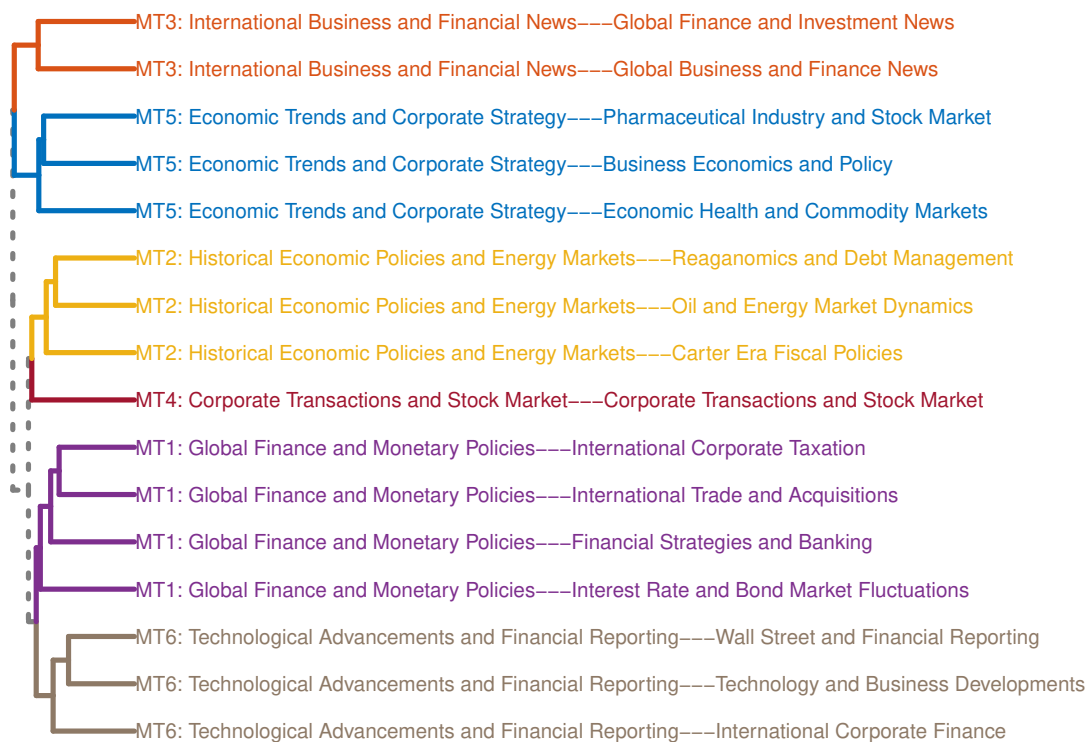 MT3: International Business and Financial News−−−Global Finance and Investment News
MT3: International Business and Financial News−−−Global Business and Finance News
MT5: Economic Trends and Corporate Strategy−−−Pharmaceutical Industry and Stock Market
MT5: Economic Trends and Corporate Strategy−−−Business Economics and Policy
MT5: Economic Trends and Corporate Strategy−−−Economic Health and Commodity Markets
MT2: Historical Economic Policies and Energy Markets−−−Reaganomics and Debt Management
MT2: Historical Economic Policies and Energy Markets−−−Oil and Energy Market Dynamics
MT2: Historical Economic Policies and Energy Markets−−−Carter Era Fiscal Policies
MT4: Corporate Transactions and Stock Market−−−Corporate Transactions and Stock Market
MT1: Global Finance and Monetary Policies−−−International Corporate Taxation
MT1: Global Finance and Monetary Policies−−−International Trade and Acquisitions
MT1: Global Finance and Monetary Policies−−−Financial Strategies and Banking
MT1: Global Finance and Monetary Policies−−−Interest Rate and Bond Market Fluctuations
MT6: Technological Advancements and Financial Reporting−−−Wall Street and Financial Reporting
MT6: Technological Advancements and Financial Reporting−−−Technology and Business Developments
MT6: Technological Advancements and Financial Reporting−−−International Corporate Finance